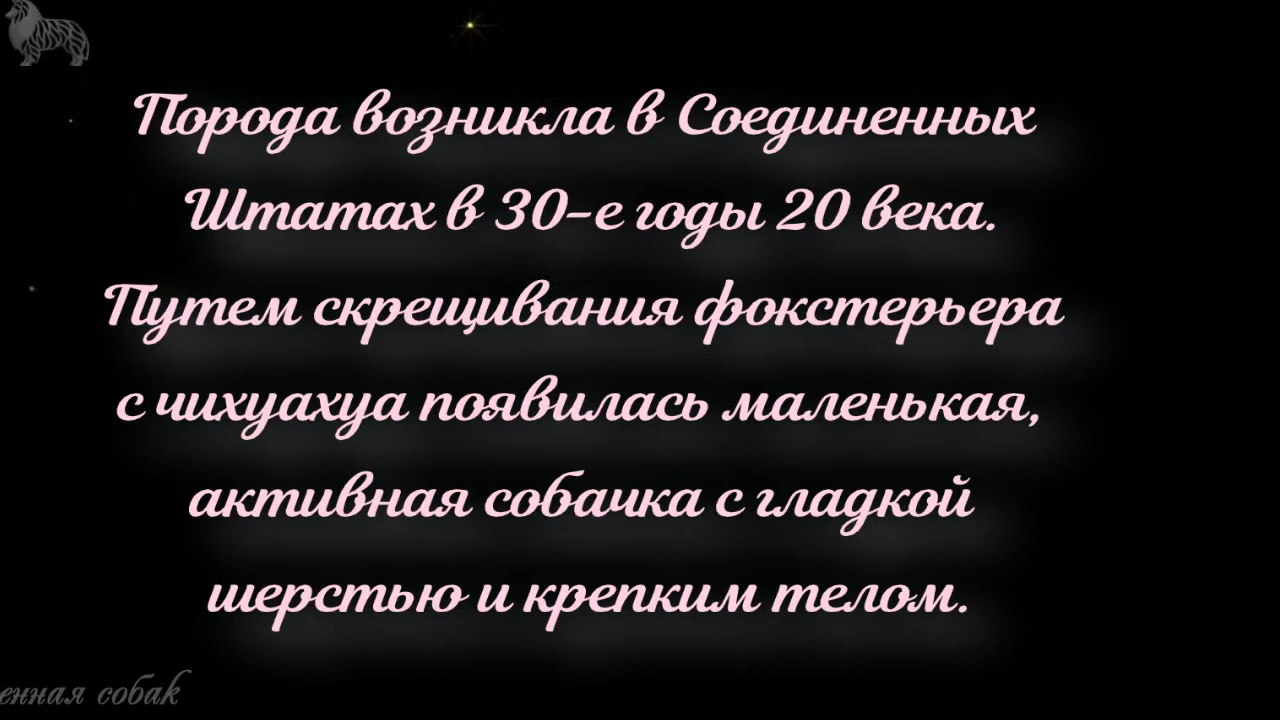 Порода возникла в Соединенных
Штатах в 30-е годы 20 века.
Путем скрещивания фокстерьера
с чихуахуа появилась маленькая,
активная собачка с гладкой
шерстью и крепким телом.
енная собак